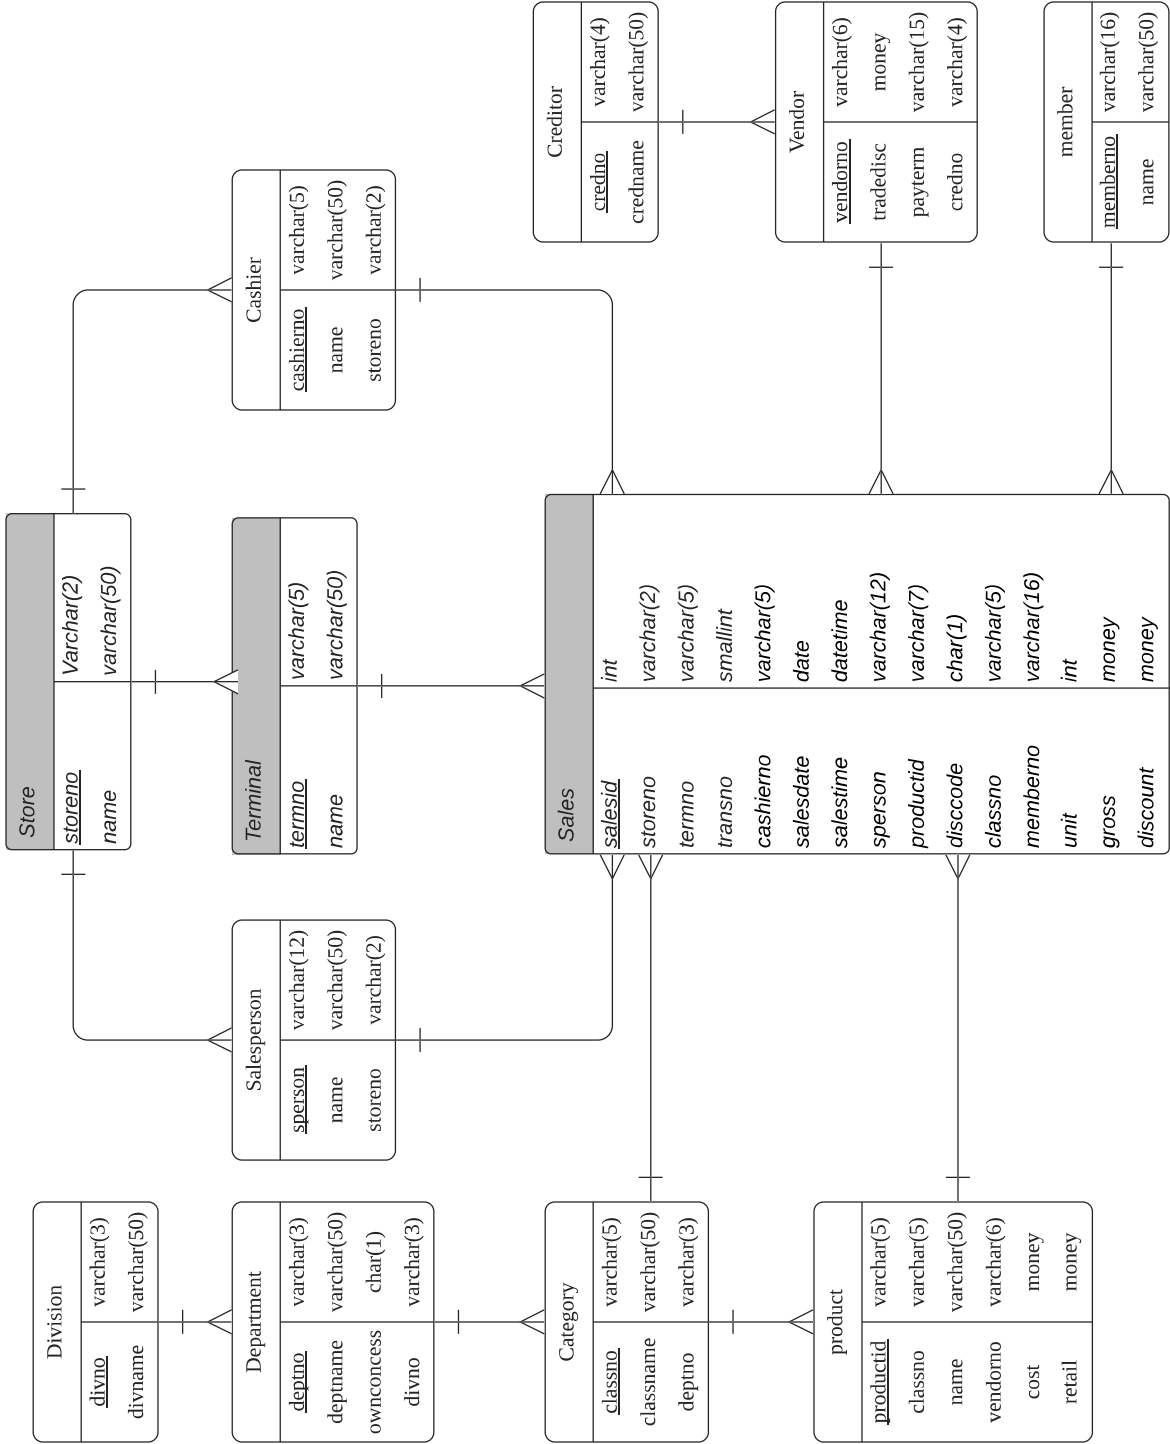 Division
divno varchar(3)
divname varchar(50)
Department
deptno varchar(3)
deptname varchar(50)
ownconcess char(1)
divno varchar(3)
Category
classno varchar(5)
classname varchar(50)
deptno varchar(3)
product
productid varchar(5)
classno varchar(5)
name varchar(50)
vendorno varchar(6)
cost money
retail money
Salesperson
sperson varchar(12)
name varchar(50)
storeno varchar(2)
Store
storeno Varchar(2)
name varchar(50)
Terminal
termno varchar(5)
name varchar(50)
Sales
salesid int
storeno varchar(2)
termno varchar(5)
transno smallint
cashierno varchar(5)
salesdate date
salestime datetime
sperson varchar(12)
productid varchar(7)
disccode char(1)
classno varchar(5)
memberno varchar(16)
unit int
gross money
discount money
Cashier
cashierno varchar(5)
name varchar(50)
storeno varchar(2)
Creditor
credno varchar(4)
credname varchar(50)
Vendor
vendorno varchar(6)
tradedisc money
payterm varchar(15)
credno varchar(4)
member
memberno varchar(16)
name varchar(50)